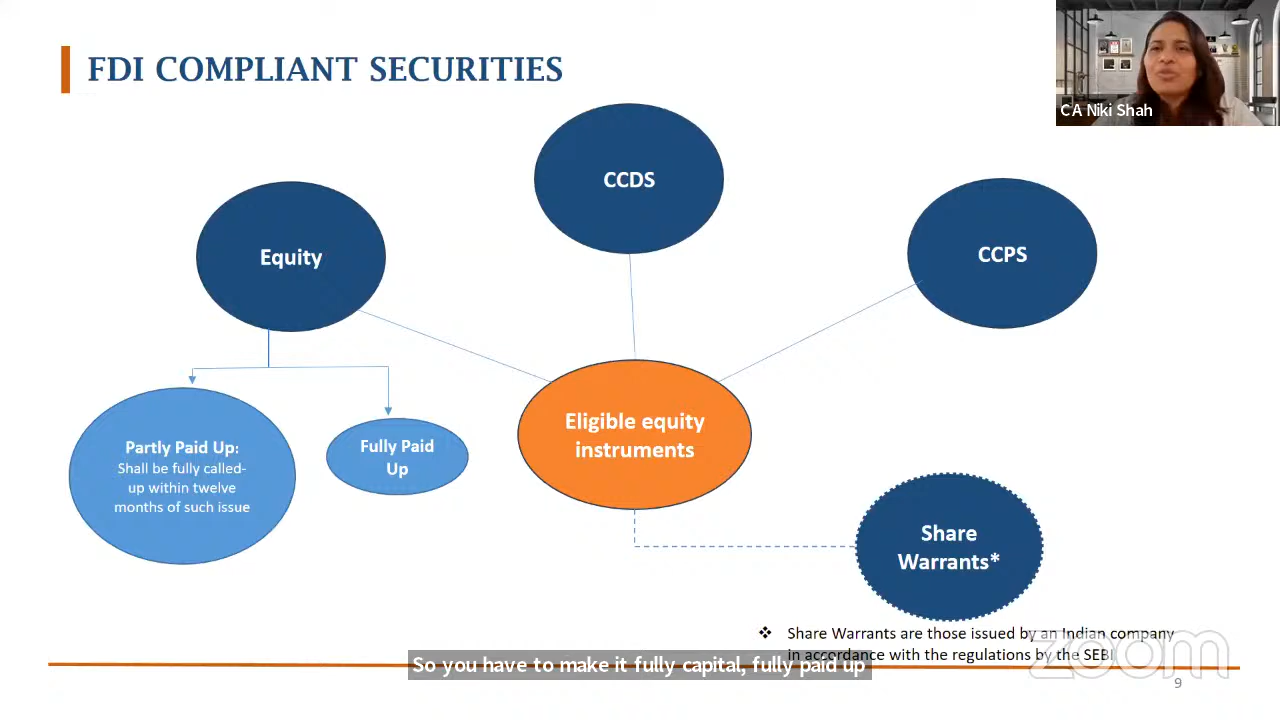 FDI COMPLIANT SECURITIES
CA Niki Shah
CCDS
Equity
CCPS
Eligible equity
instruments
Partly Paid Up:
Shall be fully called-
up within twelve
months of such issue
Fully Paid
Up
Share
Warrants*
❖ Share Warrants are those issued by an Indian company
in accordance with the regulations by the SEBI
zoom
So you have to make it fully capital, fully paid up
9